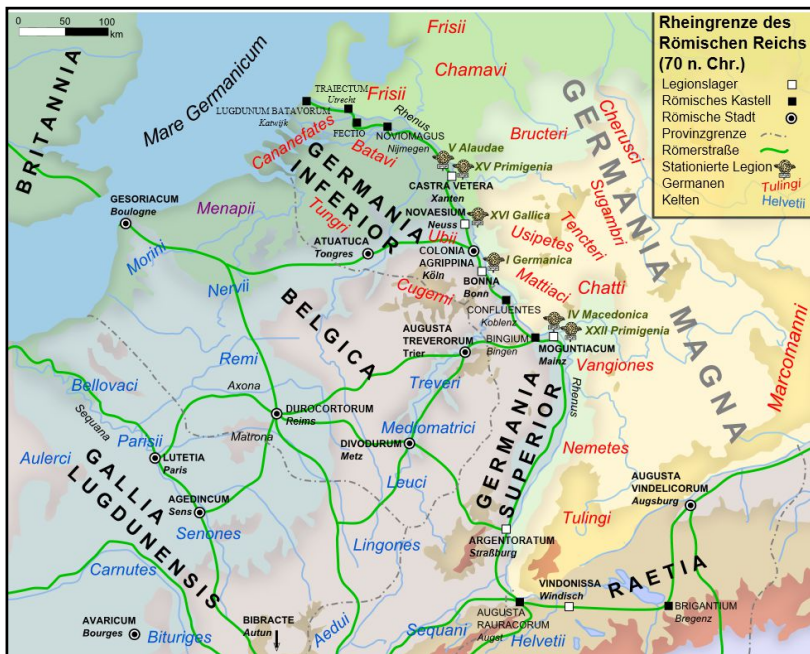 0 50 100
km
Rheingrenze des
Römischen Reichs
(70 n. Chr.)
Legionslager
Römisches Kastell
Römische Stadt
Provinzgrenze
Römerstraße
Stationierte Legion
Germanen Tulingi
Kelten Helvetii
BRITANNIA
Mare Germanicum
Frisii
Chamavi
Frisii
TRAIECTUM
Utrecht
LUGDUNUM BATAVORUM
Katwijk
FECTIO
NOVIOMAGUS
Nijmegen
Rhenus
Cananefates
Batavi
Bructeri
Cherusci
GERMANIA MAGNA
V Alaudae
XV Primigenia
CASTRA VETERA
Xanten
GERMANIA
INFERIOR
GESORIACUM
Boulogne
Menapii
Morini
Tungri
NOVAESIUM
Neuss
XVI Gallica
Sugambri
Tencteri
Usipetes
Ubii
ATUATUCA
Tongres
COLONIA
AGRIPPINA
Köln
I Germanica
BONNA
Bonn
Mattiaci
Chatti
Nervii
Cugerni
CONFLUENTES
Koblenz
IV Macedonica
XXII Primigenia
BELGICA
AUGUSTA
TREVERORUM
Trier
BINGIUM
Bingen
MOGUNTIACUM
Mainz
Vangiones
Marcomanni
Remi
Bellovaci
Axona
Treveri
Rhenus
Sequana
DUROCORTORUM
Reims
Matrona
Mediomatrici
Parisii
LUTETIA
Paris
DIVODURUM
Metz
GERMANIA
SUPERIOR
Nemetes
Aulerci
GALLIA
LUGDUNENSIS
AGEDINCUM
Sens
Leuci
AUGUSTA
VINDELICORUM
Augsburg
Senones
Lingones
ARGENTORATUM
Straßburg
Tulingi
Carnutes
VINDONISSA
Windisch
RAETIA
AVARICUM
Bourges
Bituriges
BIBRACTE
Autun
Aedui
Sequani
AUGUSTA
RAURACORUM
Augst
Helvetii
BRIGANTIUM
Bregenz